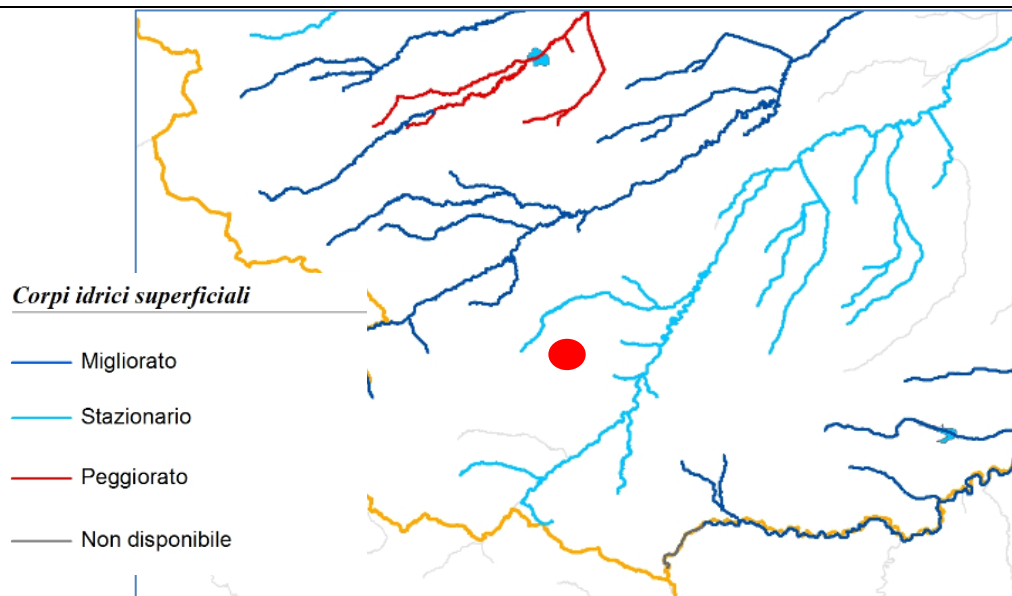 Corpi idrici superficiali
Migliorato
Stazionario
Peggiorato
Non disponibile